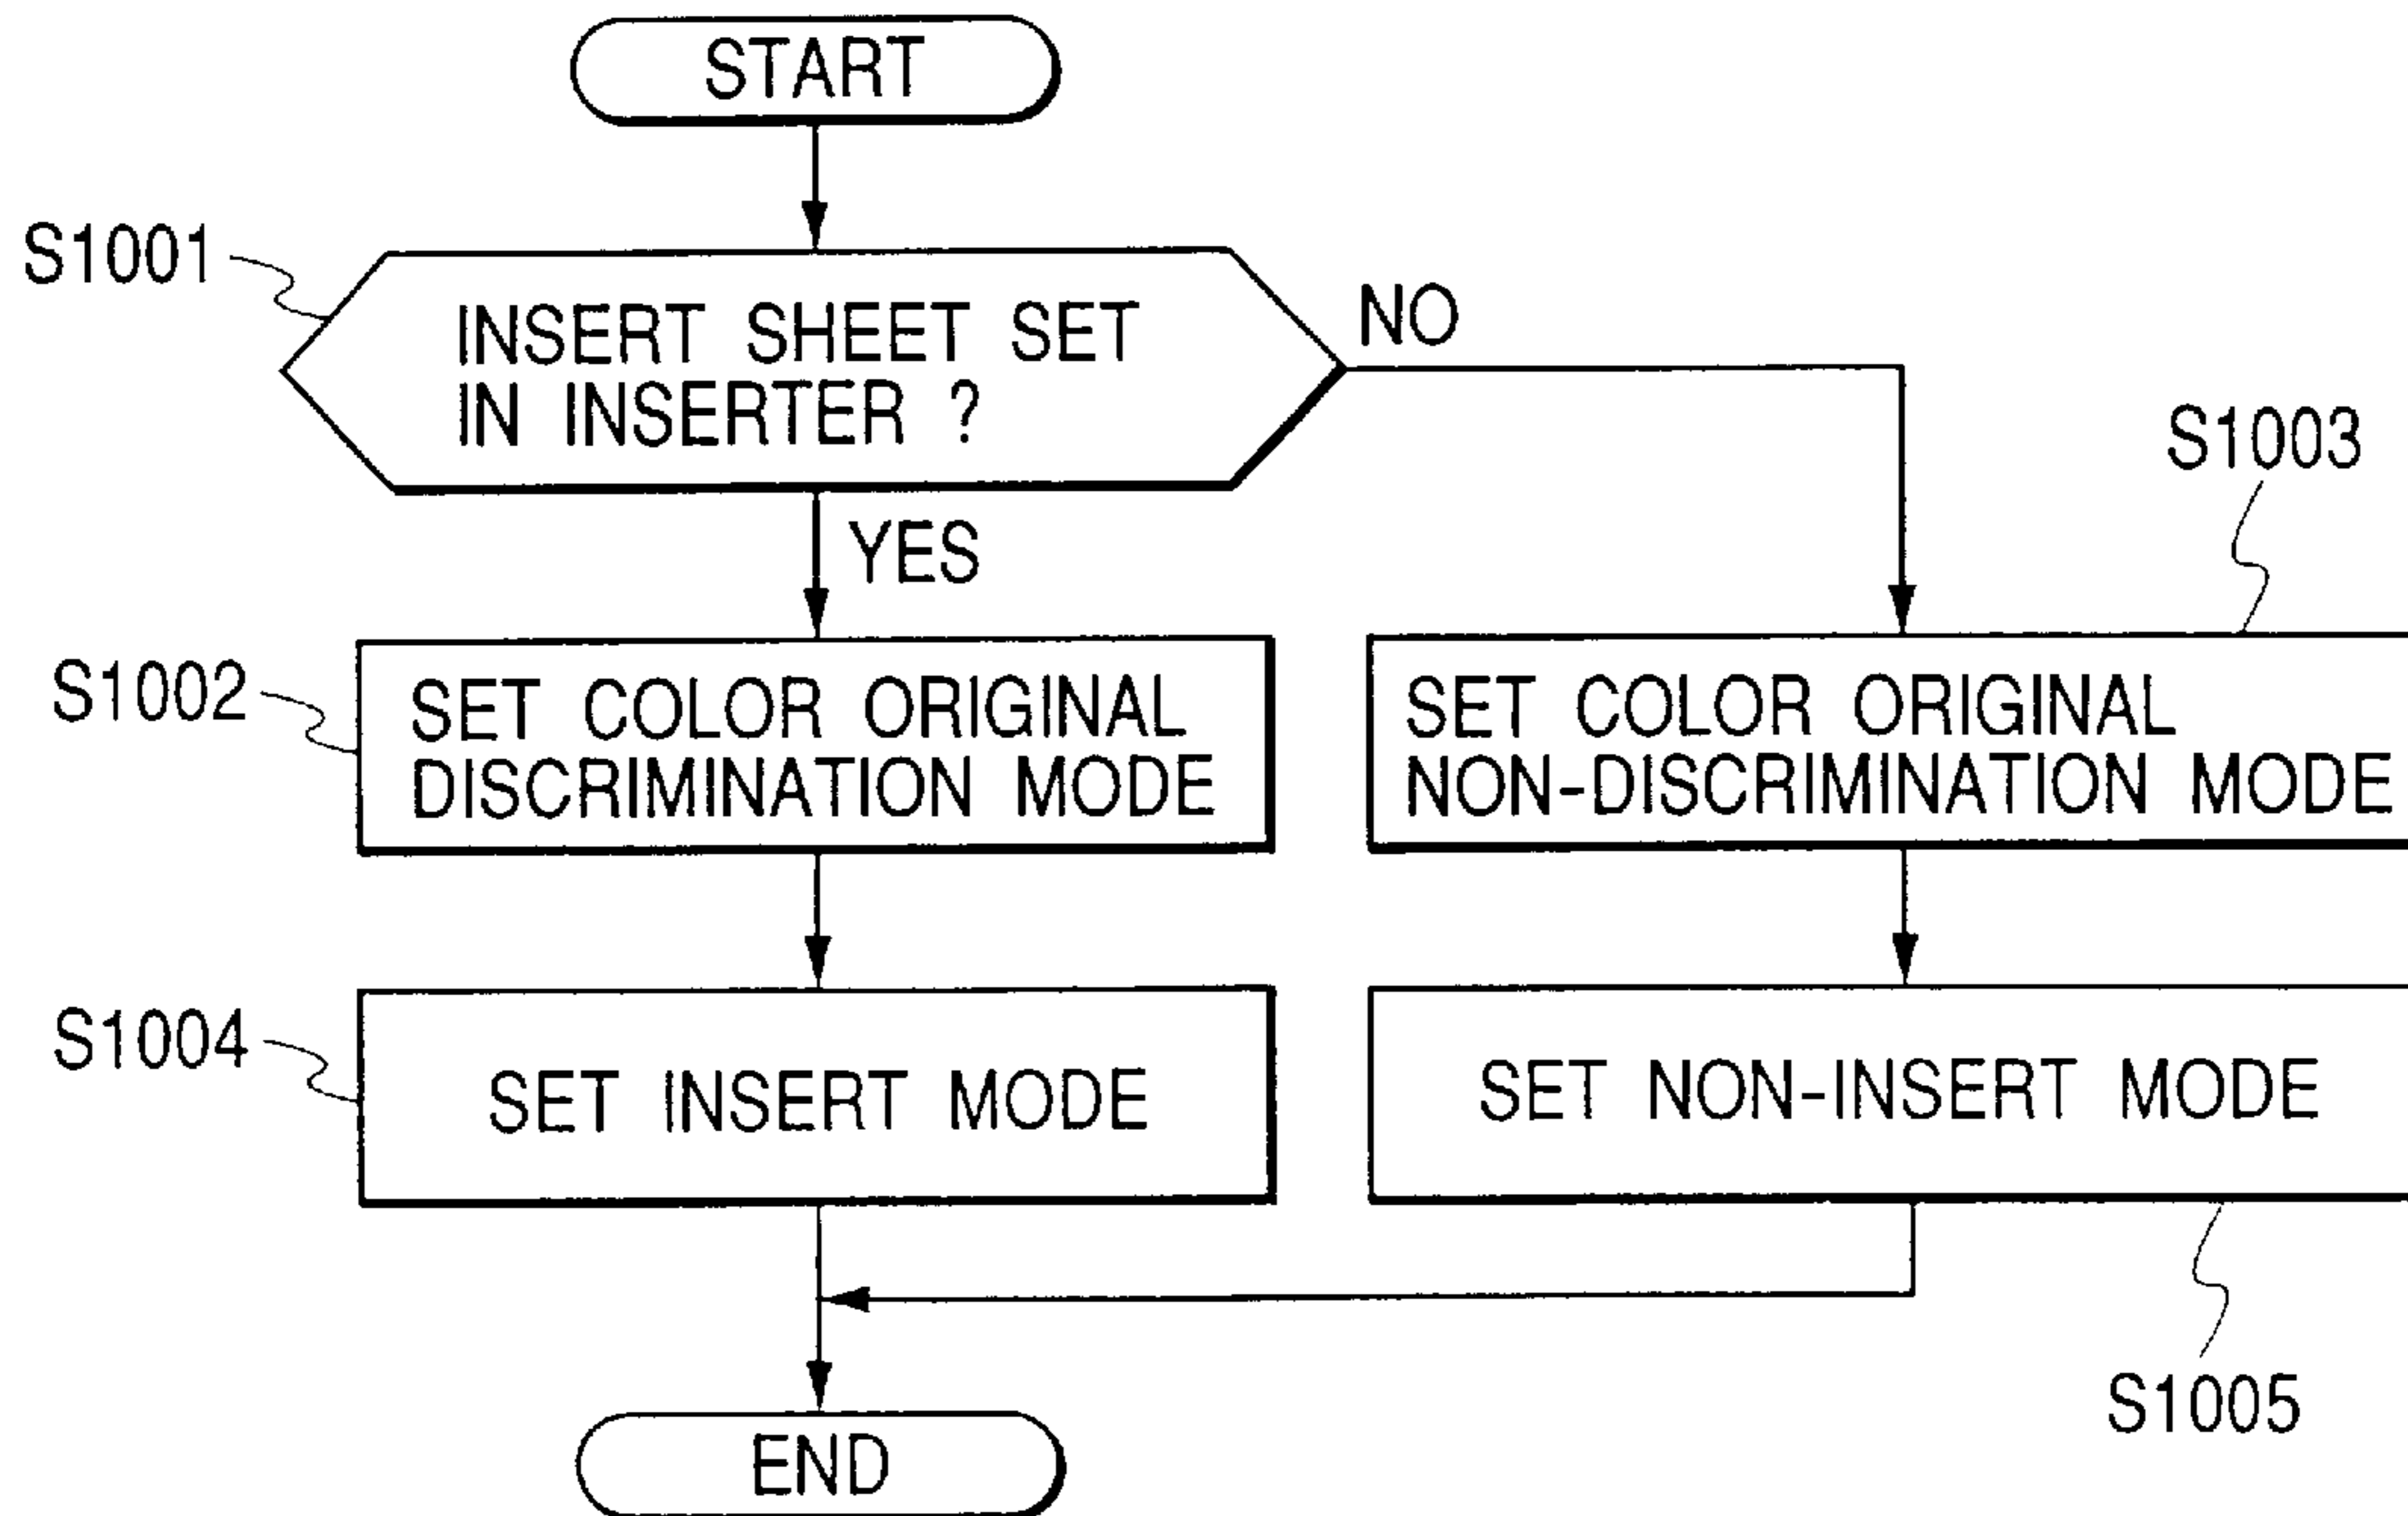 START
S1001
INSERT SHEET SET
IN INSERTER ?
NO
YES
S1003
S1002
SET COLOR ORIGINAL
DISCRIMINATION MODE
SET COLOR ORIGINAL
NON-DISCRIMINATION MODE
S1004
SET INSERT MODE
SET NON-INSERT MODE
S1005
END